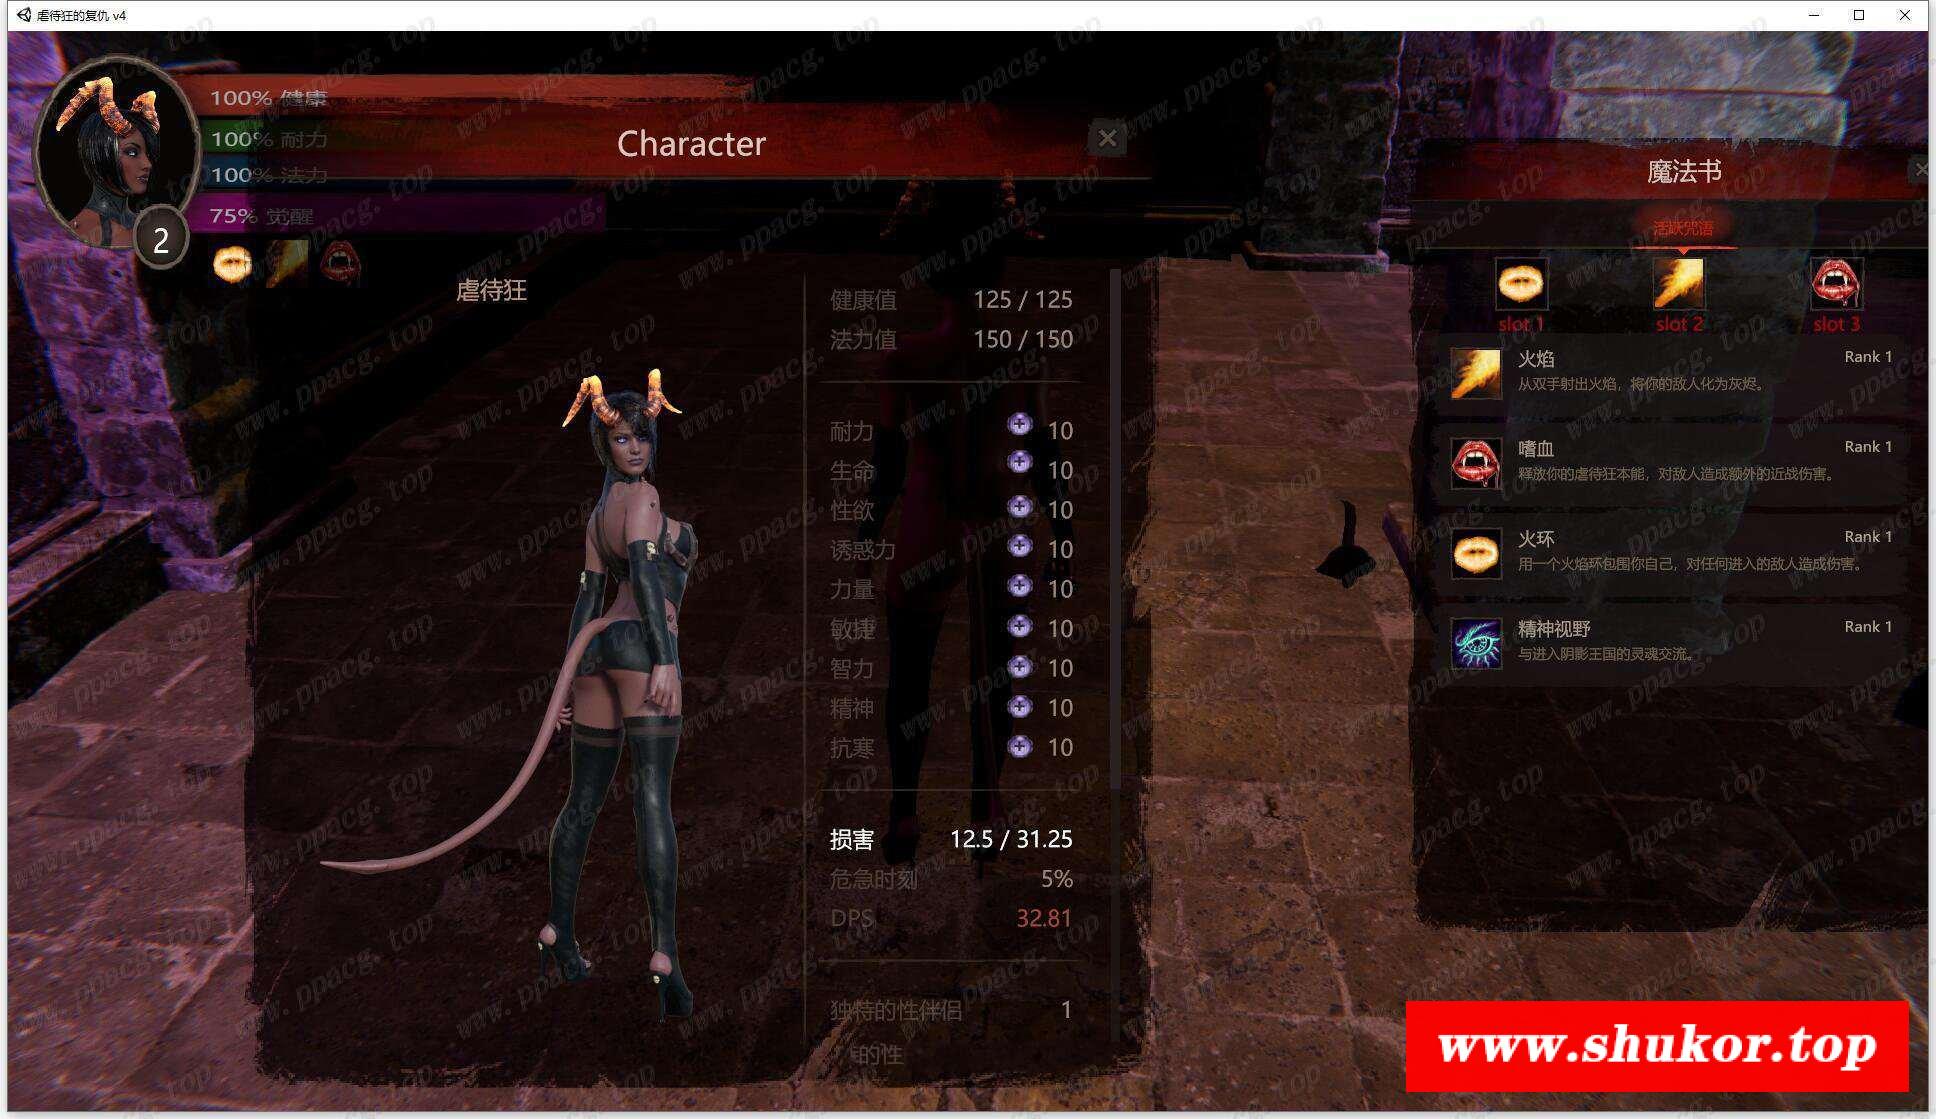 虐待狂的复仇 v4
100% 健康
100% 耐力
100% 法力
75% 觉醒
2
Character
虐待狂
健康值 125 / 125
法力值 150 / 150
耐力 10
生命 10
性欲 10
诱惑力 10
力量 10
敏捷 10
智力 10
精神 10
抗寒 10
损害 12.5 / 31.25
危急时刻 5%
DPS 32.81
独特的性伴侣 1
的性
魔法书
活跃咒语
slot 1 slot 2 slot 3
火焰 Rank 1
从双手射出火焰，将你的敌人化为灰烬。
嗜血 Rank 1
释放你的虐待狂本能，对敌人造成额外的近战伤害。
火环 Rank 1
用一个火焰环包围你自己，对任何进入的敌人造成伤害。
精神视野 Rank 1
与进入阴影王国的灵魂交流。
www.shukor.top
www.ppacg.top